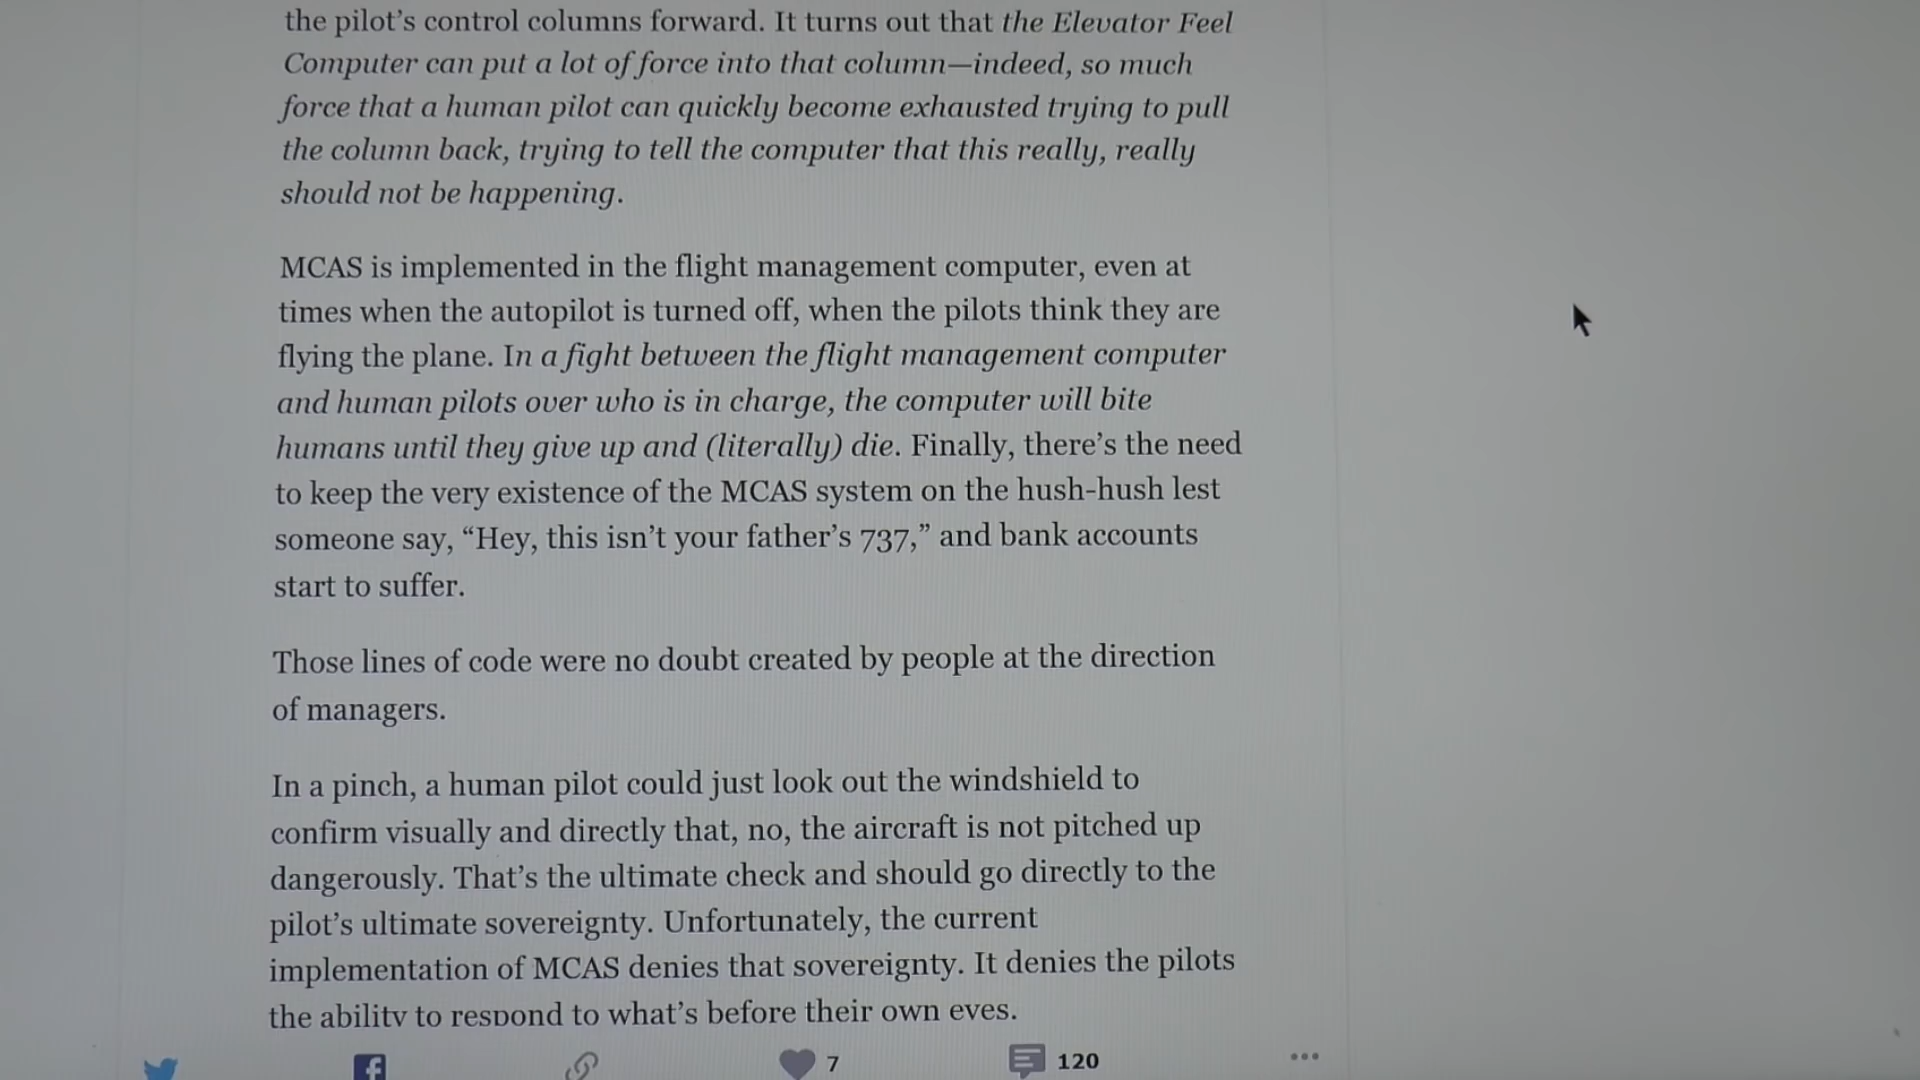 the pilot’s control columns forward. It turns out that the Elevator Feel
Computer can put a lot of force into that column—indeed, so much
force that a human pilot can quickly become exhausted trying to pull
the column back, trying to tell the computer that this really, really
should not be happening.
MCAS is implemented in the flight management computer, even at
times when the autopilot is turned off, when the pilots think they are
flying the plane. In a fight between the flight management computer
and human pilots over who is in charge, the computer will bite
humans until they give up and (literally) die. Finally, there’s the need
to keep the very existence of the MCAS system on the hush-hush lest
someone say, “Hey, this isn’t your father’s 737,” and bank accounts
start to suffer.
Those lines of code were no doubt created by people at the direction
of managers.
In a pinch, a human pilot could just look out the windshield to
confirm visually and directly that, no, the aircraft is not pitched up
dangerously. That’s the ultimate check and should go directly to the
pilot’s ultimate sovereignty. Unfortunately, the current
implementation of MCAS denies that sovereignty. It denies the pilots
the ability to respond to what’s before their own eyes.
7
120